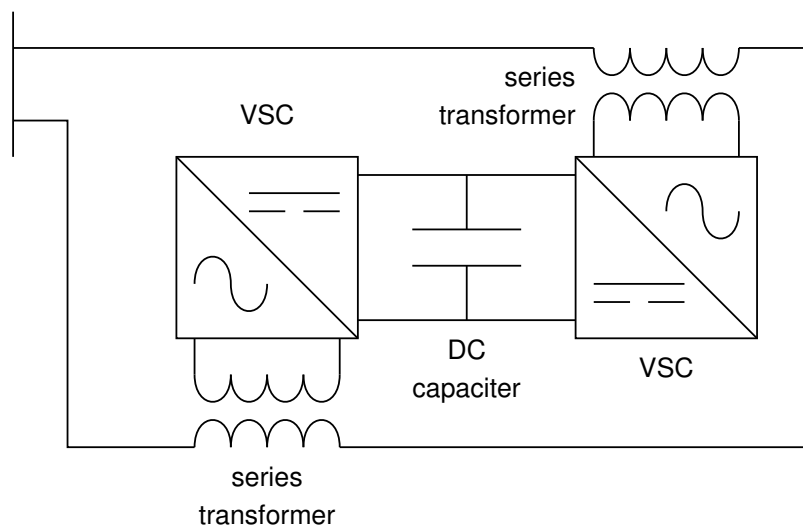 series
transformer
VSC
DC
capaciter
VSC
series
transformer